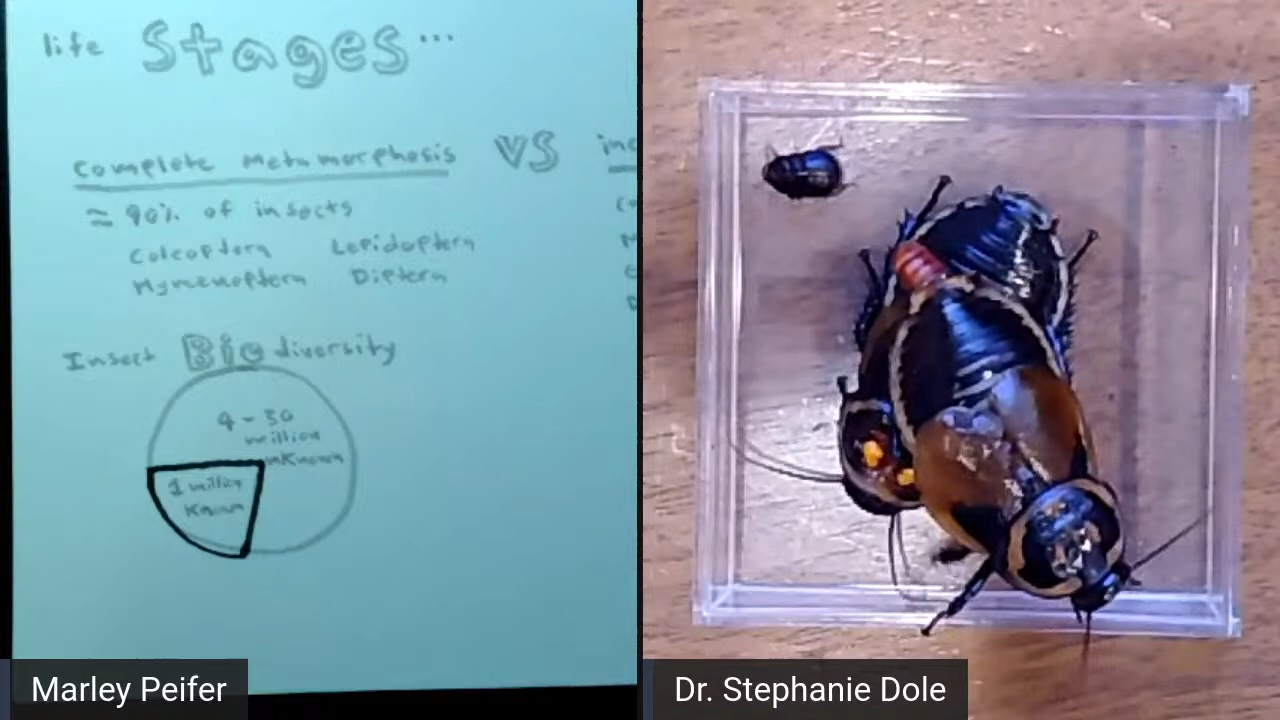 life Stages...
complete Metamorphosis vs inc
≈ 90% of insects
Coleoptera Lepidoptera
Hymenoptera Diptera
Insect Biodiversity
4-30
million
unknown
1 million
Known
Marley Peifer
Dr. Stephanie Dole